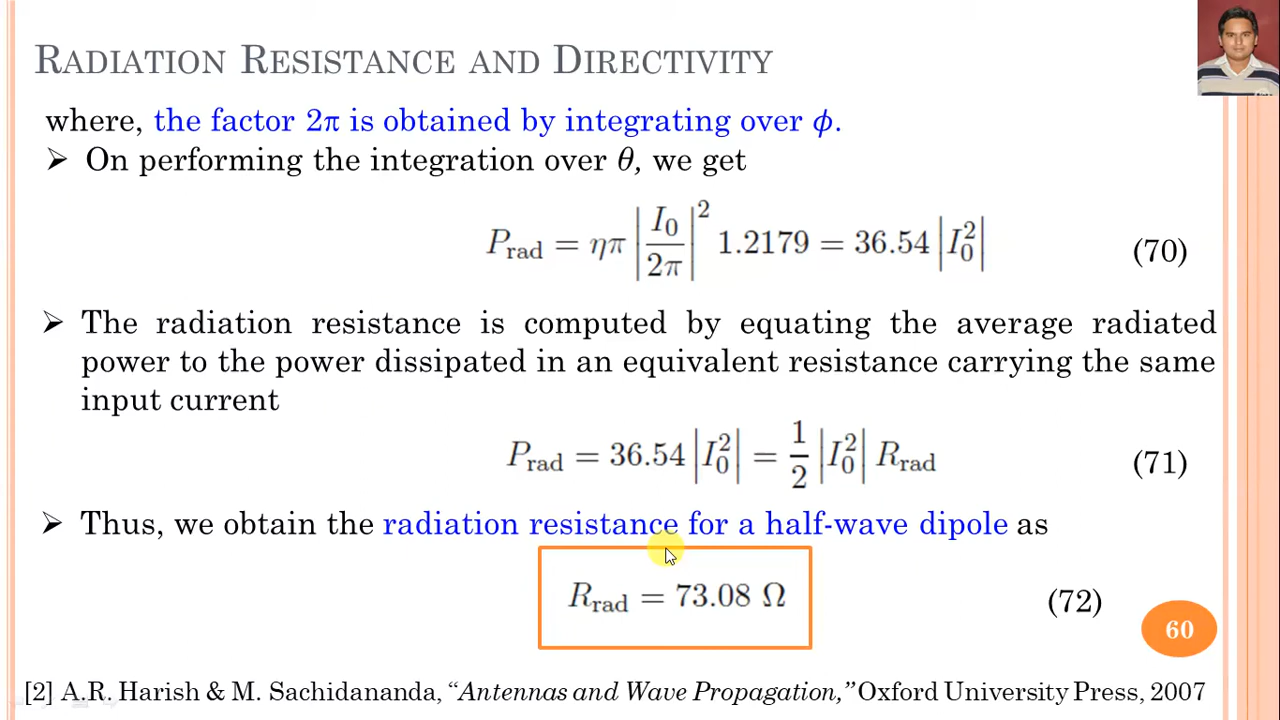 RADIATION RESISTANCE AND DIRECTIVITY
where, the factor 2π is obtained by integrating over ϕ.
➢ On performing the integration over θ, we get
P_rad = ηπ |I_0/2π|^2 1.2179 = 36.54 |I_0^2| (70)
➢ The radiation resistance is computed by equating the average radiated
power to the power dissipated in an equivalent resistance carrying the same
input current
P_rad = 36.54 |I_0^2| = 1/2 |I_0^2| R_rad (71)
➢ Thus, we obtain the radiation resistance for a half-wave dipole as
R_rad = 73.08 Ω (72)
60
[2] A.R. Harish & M. Sachidananda, “Antennas and Wave Propagation,” Oxford University Press, 2007